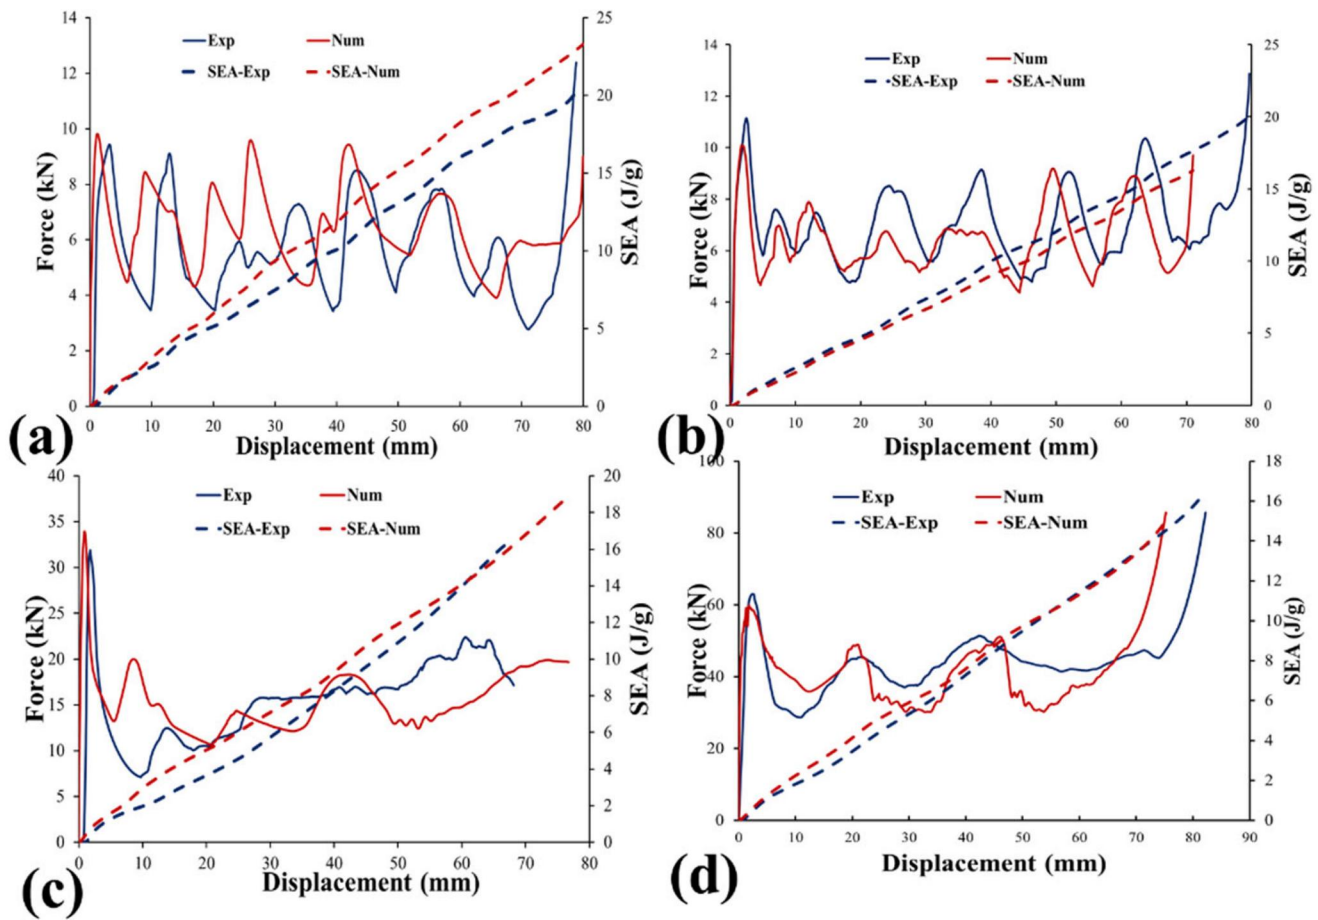 14 12 10 8 6 4 2 0
Force (kN)
Exp Num
SEA-Exp SEA-Num
25 20 15 10 5 0
SEA (J/g)
0 10 20 30 40 50 60 70 80
Displacement (mm)
(a)
14 12 10 8 6 4 2 0
Force (kN)
Exp Num
SEA-Exp SEA-Num
25 20 15 10 5 0
SEA (J/g)
0 10 20 30 40 50 60 70 80
Displacement (mm)
(b)
40 35 30 25 20 15 10 5 0
Force (kN)
Exp Num
SEA-Exp SEA-Num
20 18 16 14 12 10 8 6 4 2 0
SEA (J/g)
0 10 20 30 40 50 60 70 80
Displacement (mm)
(c)
100 80 60 40 20 0
Force (kN)
Exp Num
SEA-Exp SEA-Num
18 16 14 12 10 8 6 4 2 0
SEA (J/g)
0 10 20 30 40 50 60 70 80 90
Displacement (mm)
(d)